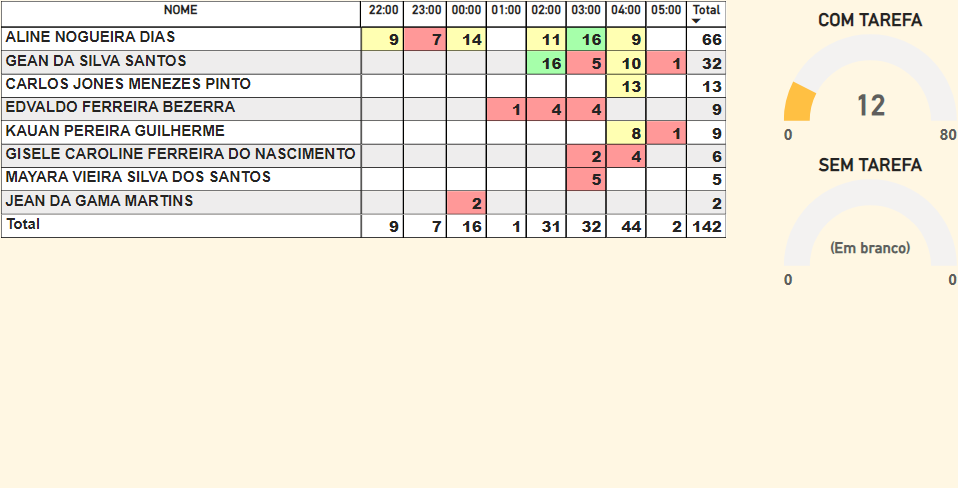 NOME 22:00 23:00 00:00 01:00 02:00 03:00 04:00 05:00 Total
ALINE NOGUEIRA DIAS 9 7 14 11 16 9 66
GEAN DA SILVA SANTOS 16 5 10 1 32
CARLOS JONES MENEZES PINTO 13 13
EDVALDO FERREIRA BEZERRA 1 4 4 9
KAUAN PEREIRA GUILHERME 8 1 9
GISELE CAROLINE FERREIRA DO NASCIMENTO 2 4 6
MAYARA VIEIRA SILVA DOS SANTOS 5 5
JEAN DA GAMA MARTINS 2 2
Total 9 7 16 1 31 32 44 2 142
COM TAREFA
12
0 80
SEM TAREFA
(Em branco)
0 0